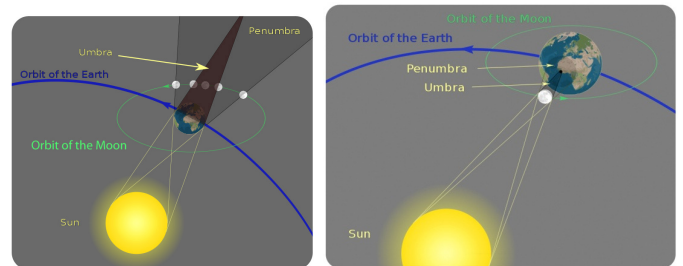 Penumbra
Umbra
Orbit of the Earth
Orbit of the Moon
Sun
Orbit of the Moon
Orbit of the Earth
Penumbra
Umbra
Sun